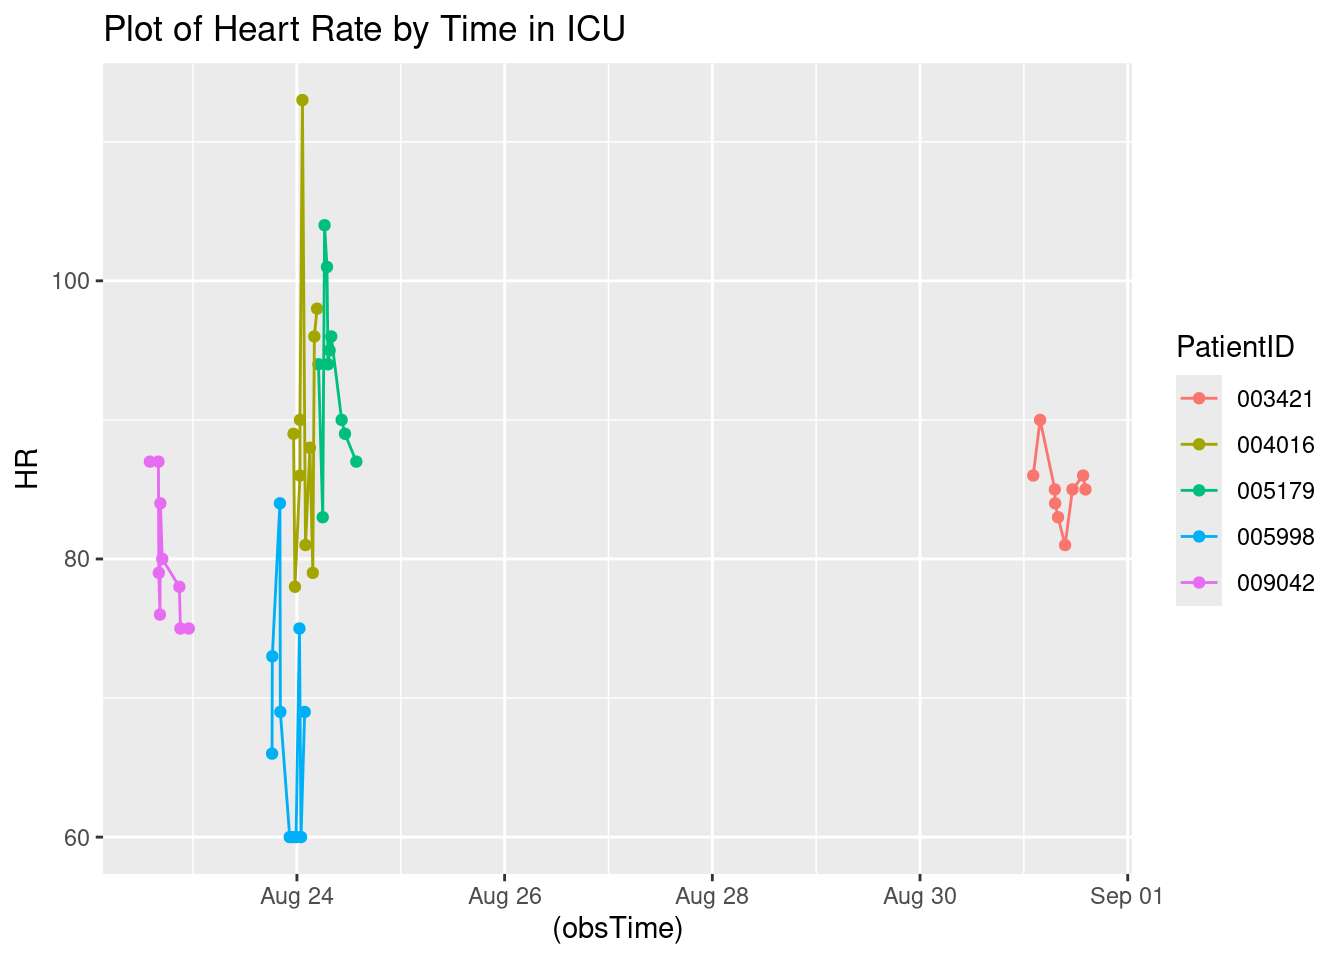 Plot of Heart Rate by Time in ICU
HR
100
80
60
Aug 24
Aug 26
Aug 28
Aug 30
Sep 01
(obsTime)
PatientID
003421
004016
005179
005998
009042